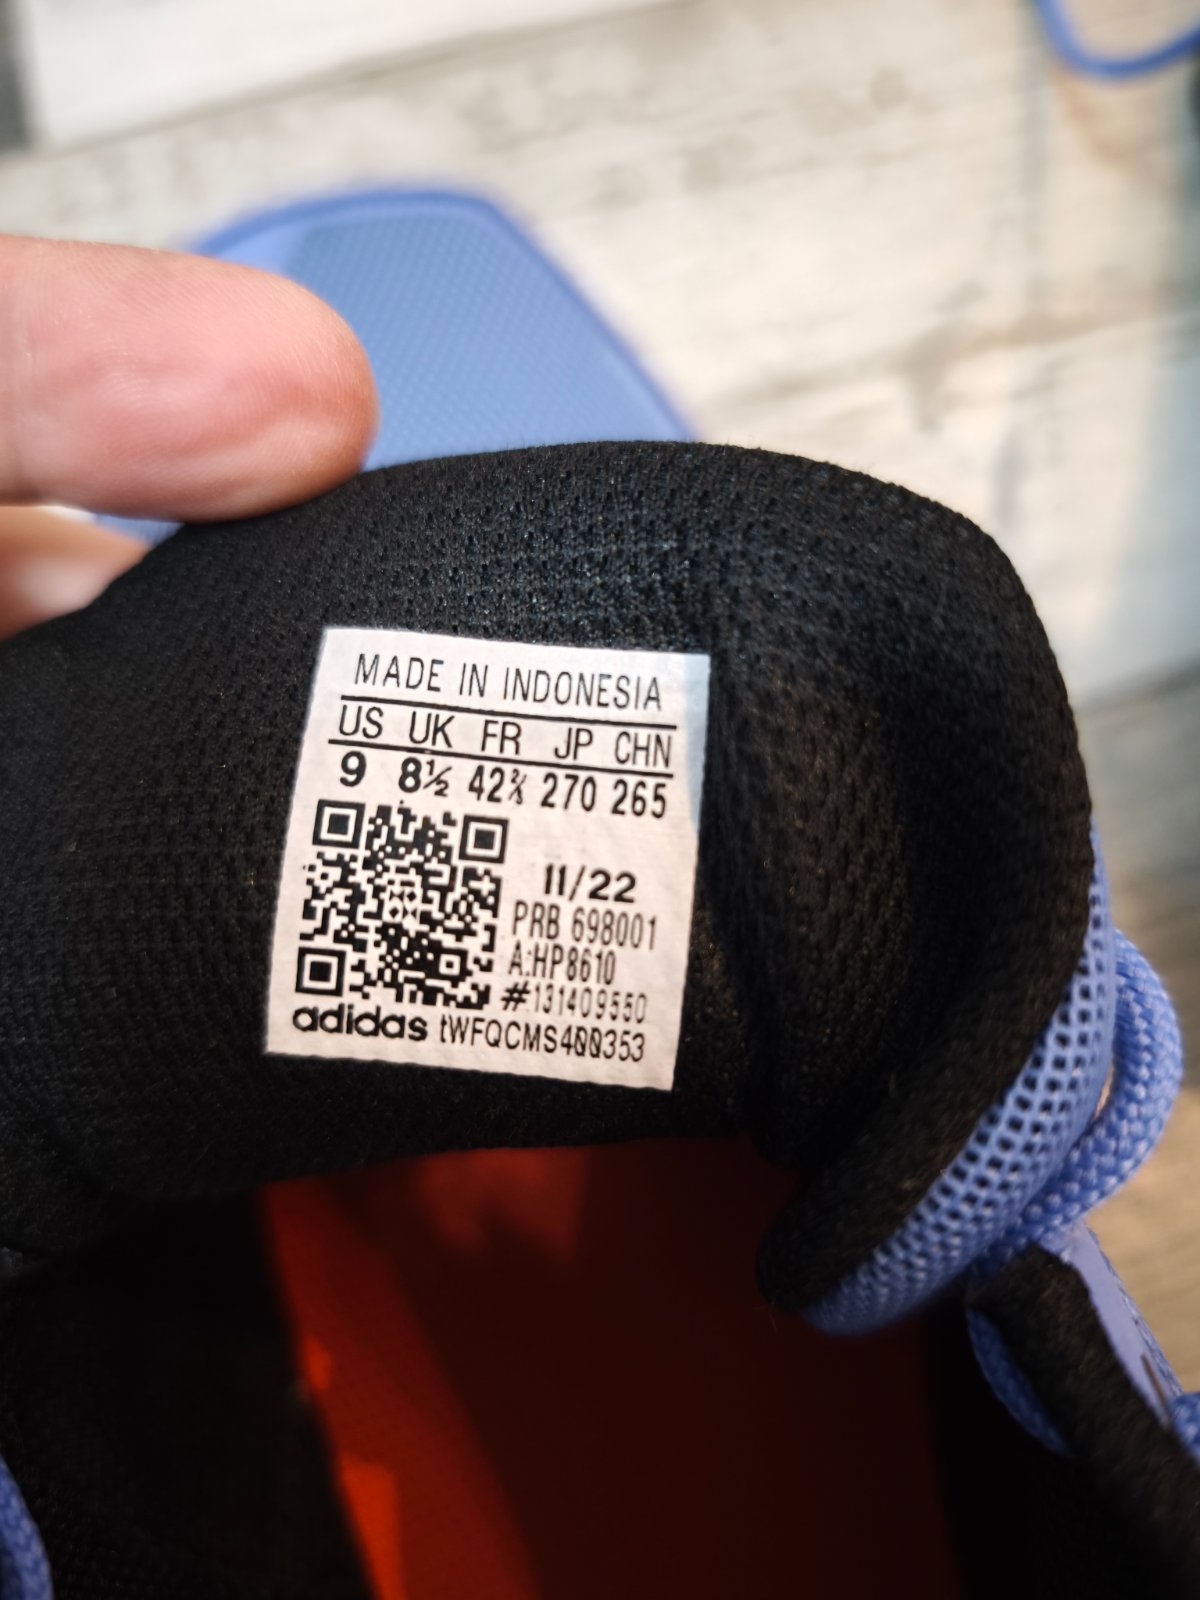 MADE IN INDONESIA
US UK FR JP CHN
9 8½ 42⅔ 270 265
11/22
PRB 698001
A:HP8610
#131409550
adidas tWFQCMS400353